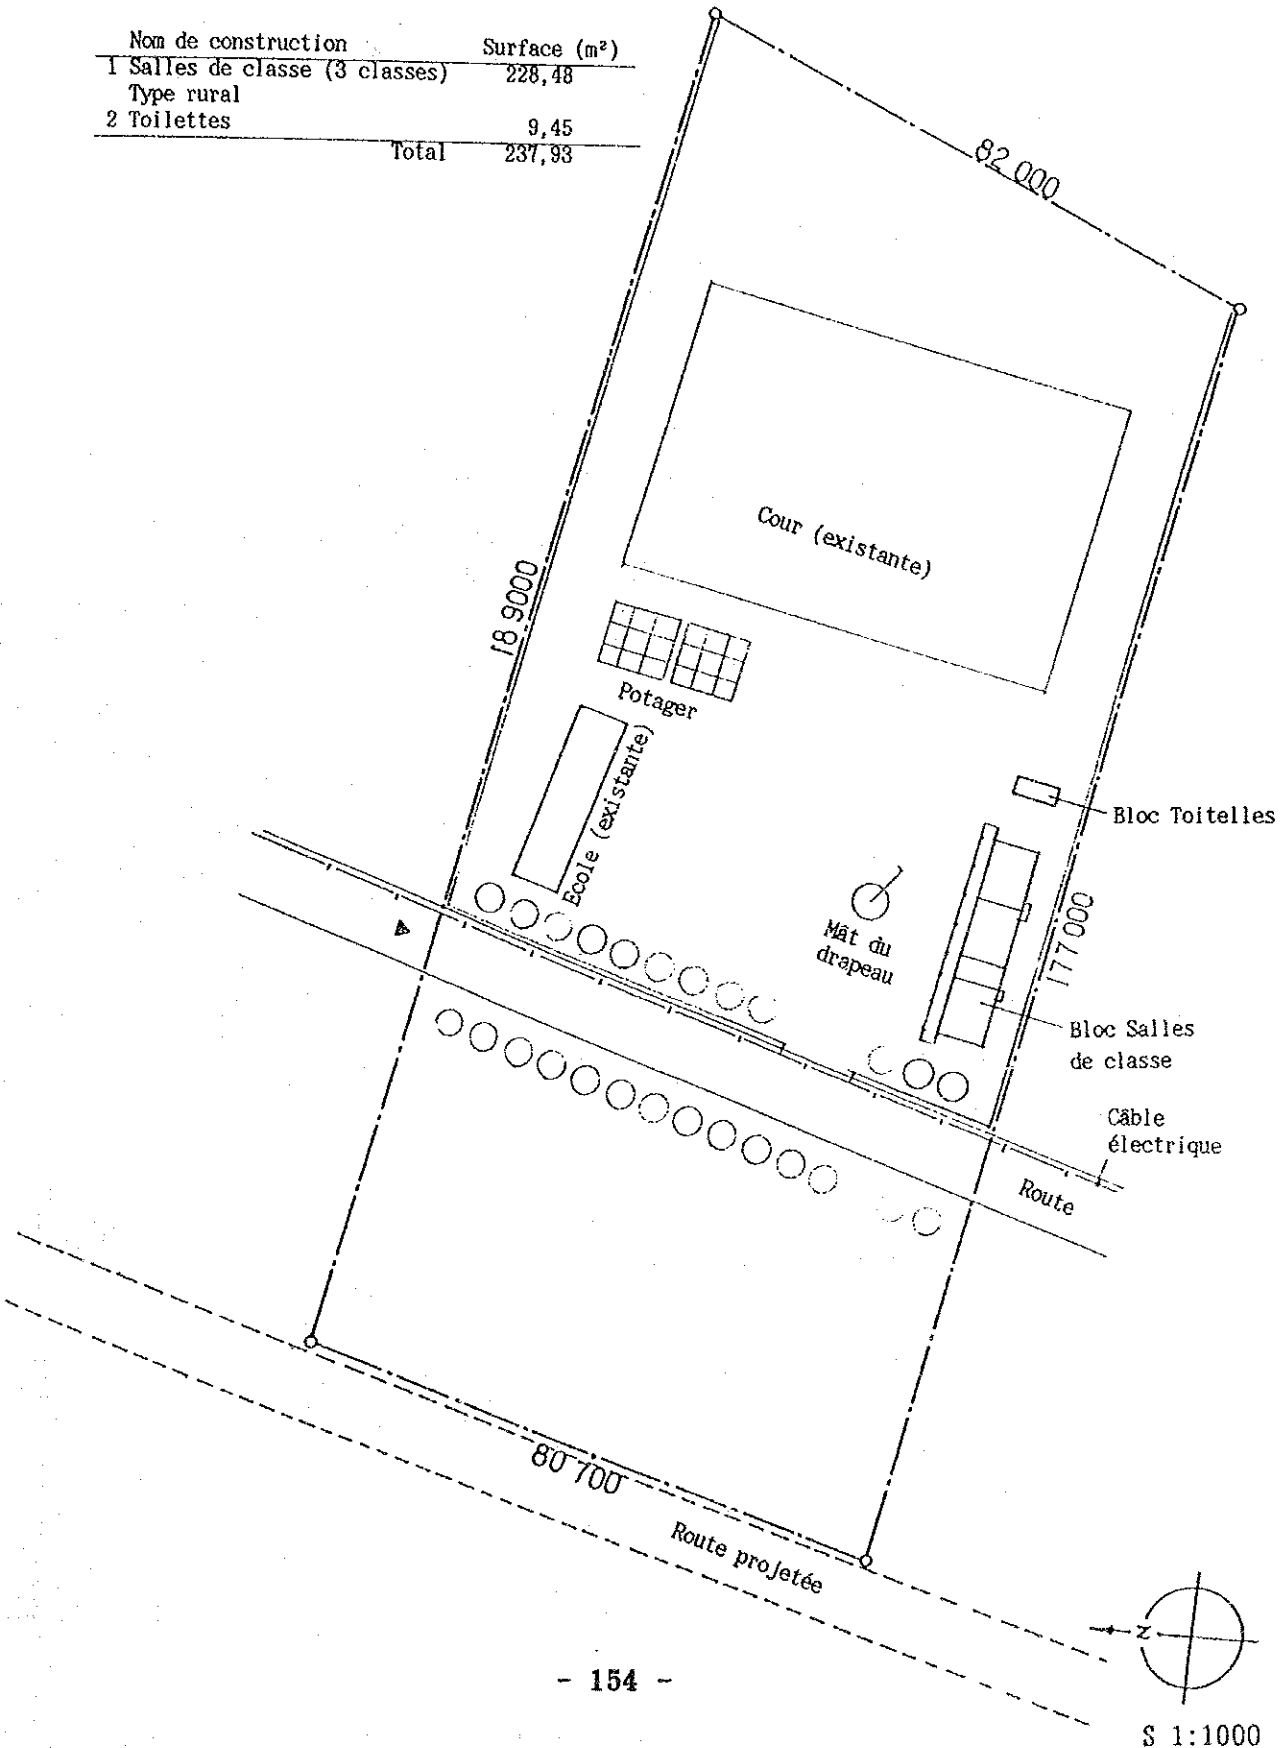 Nom de construction Surface (m²)
1 Salles de classe (3 classes) 228,48
Type rural
2 Toilettes 9,45
Total 237,93
82 000
Cour (existante)
18 9000
Potager
Ecole (existante)
Bloc Toitelles
Mât du
drapeau
177 000
Bloc Salles
de classe
Câble
électrique
Route
80 700
Route projetée
N
- 154 -
S 1:1000